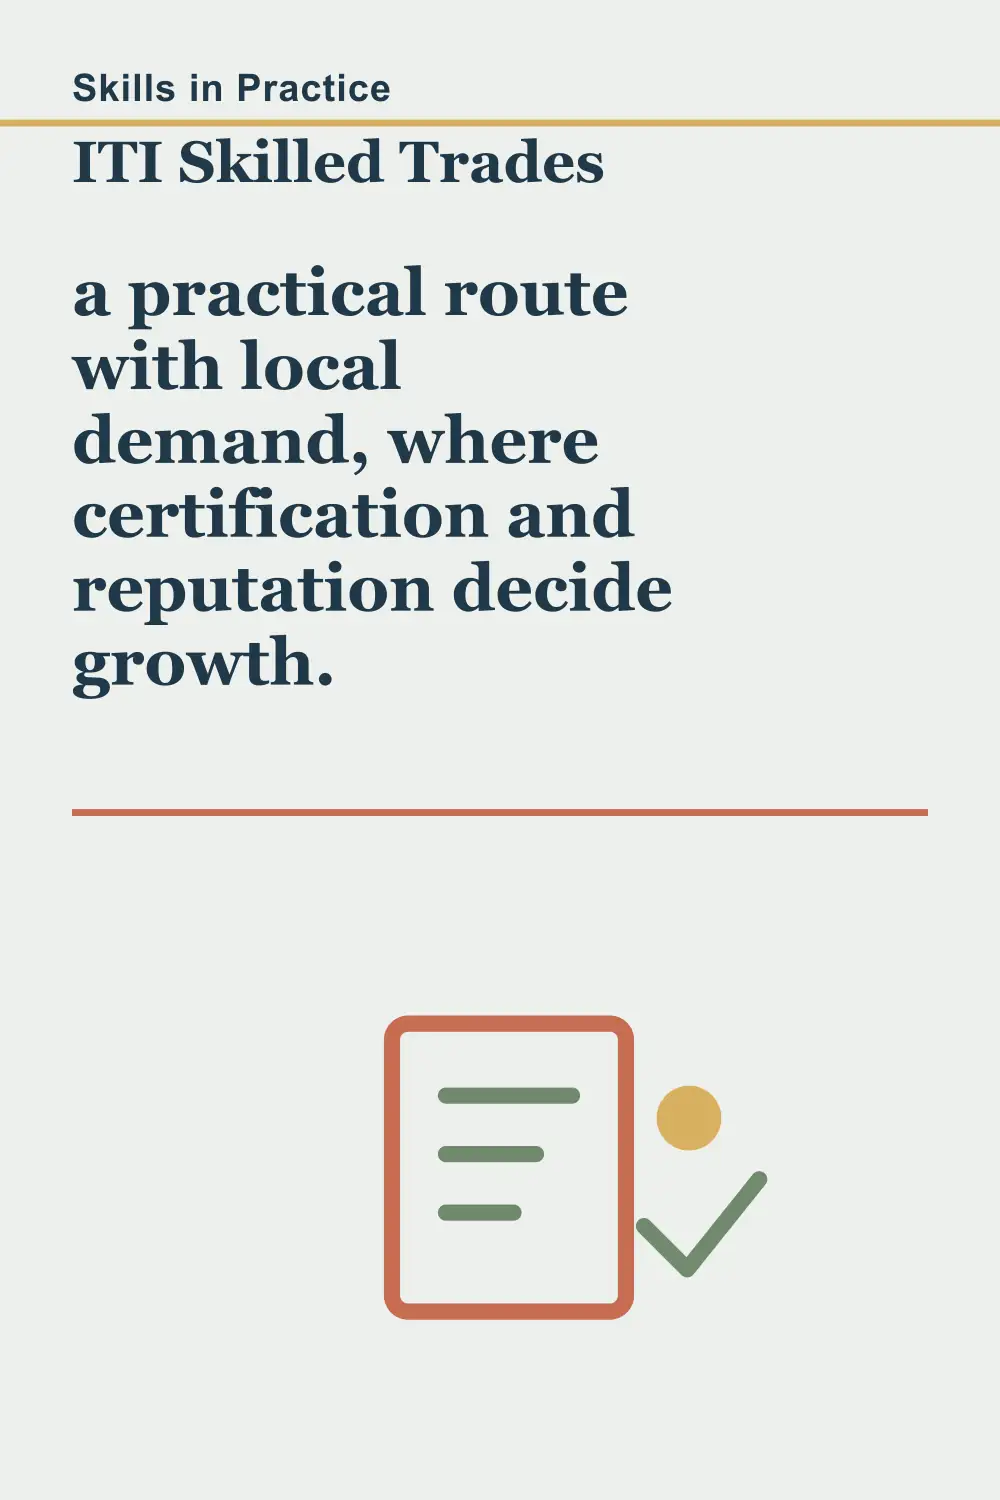 Skills in Practice
ITI Skilled Trades
a practical route
with local
demand, where
certification and
reputation decide
growth.